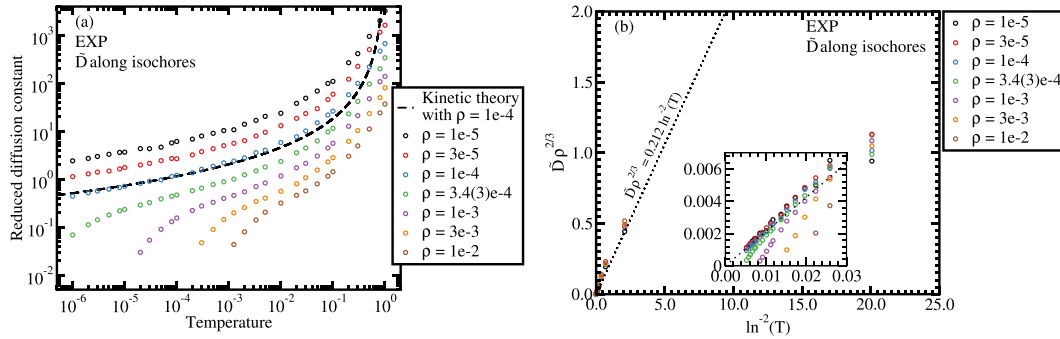 (a)
EXP
D̃ along isochores
Reduced diffusion constant
10³
10²
10¹
10⁰
10⁻¹
10⁻²
10⁻⁶
10⁻⁵
10⁻⁴
10⁻³
10⁻²
10⁻¹
10⁰
Temperature
Kinetic theory
with ρ = 1e-4
ρ = 1e-5
ρ = 3e-5
ρ = 1e-4
ρ = 3.4(3)e-4
ρ = 1e-3
ρ = 3e-3
ρ = 1e-2
(b)
EXP
D̃ along isochores
D̃ ρ^2/3
2.0
1.5
1.0
0.5
0.0
D̃ ρ^2/3 = 0.212 ln⁻²(T)
0.006
0.004
0.002
0
0.00
0.01
0.02
0.03
0.0
5.0
10.0
15.0
20.0
25.0
ln⁻²(T)
ρ = 1e-5
ρ = 3e-5
ρ = 1e-4
ρ = 3.4(3)e-4
ρ = 1e-3
ρ = 3e-3
ρ = 1e-2